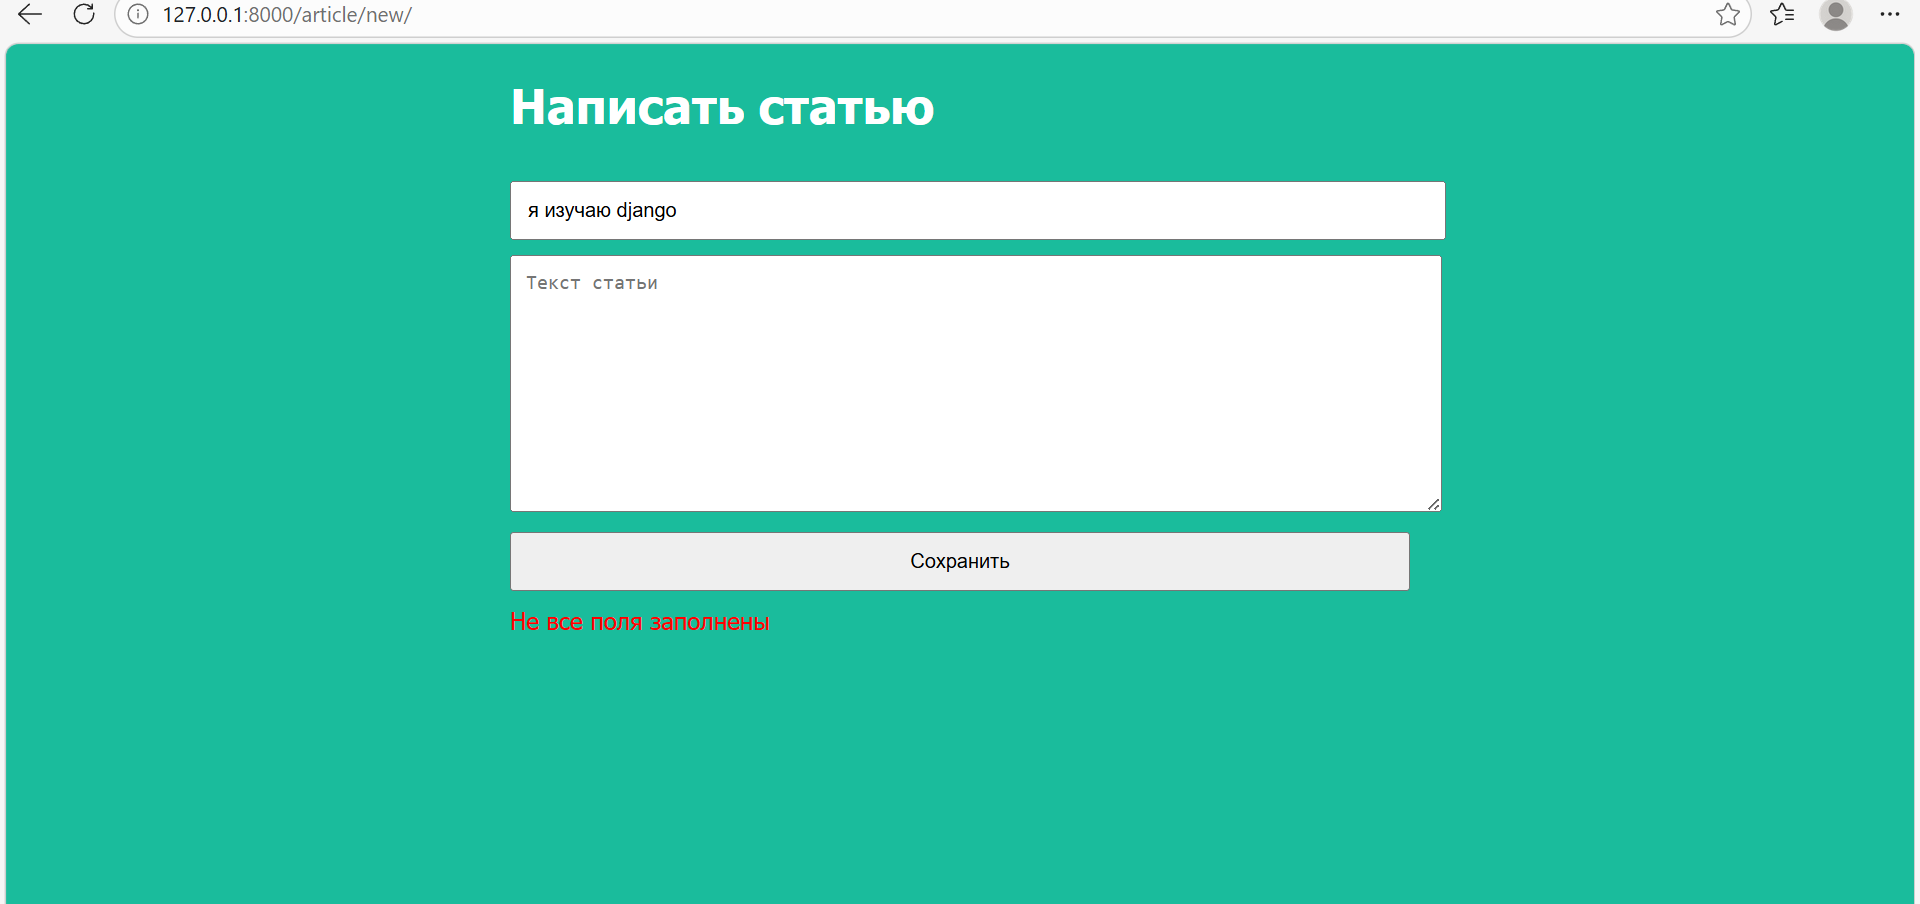 127.0.0.1:8000/article/new/
Написать статью
я изучаю django
Текст статьи
Сохранить
Не все поля заполнены